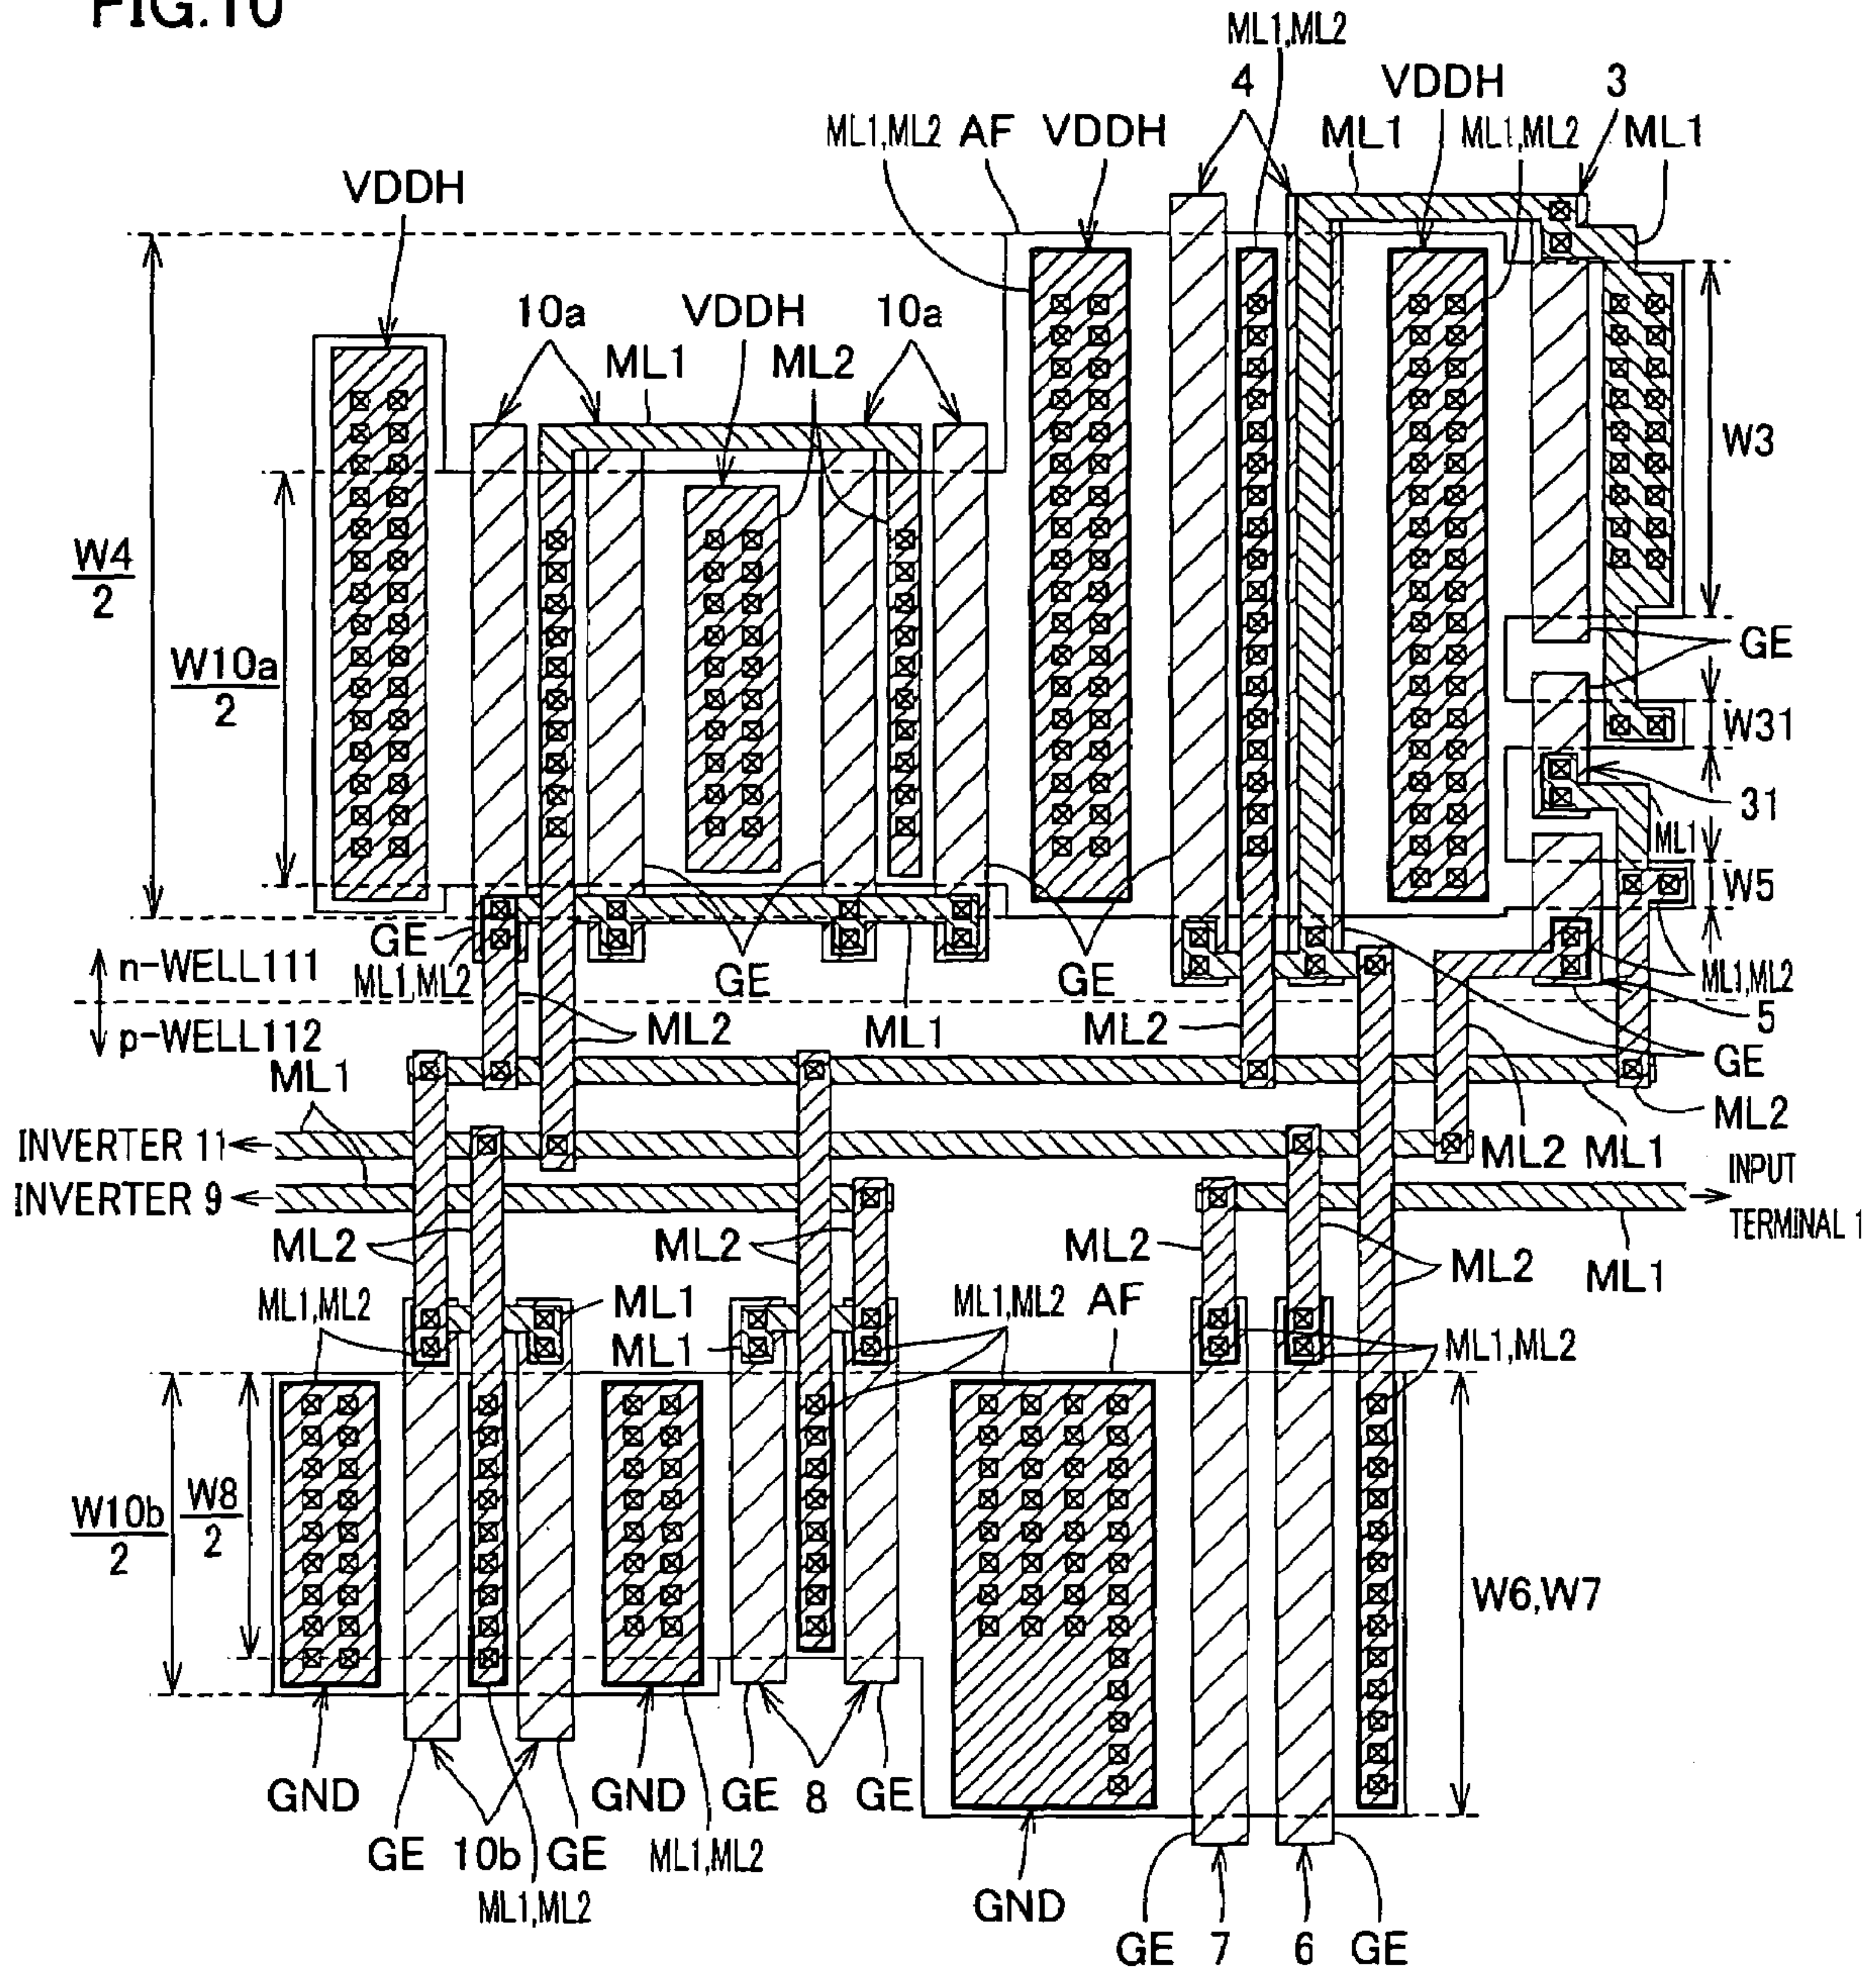 FIG.10
ML1,ML2
4
VDDH
3
ML1,ML2
AF
VDDH
ML1
ML1,ML2
ML1
VDDH
10a
VDDH
10a
ML1
ML2
W3
W4
2
W10a
2
GE
W31
31
ML1
W5
GE
ML1,ML2
n-WELL111
GE
GE
ML1,ML2
5
p-WELL112
ML2
ML1
ML2
GE
ML1
ML2
INVERTER 11
ML2
ML1
INPUT
TERMINAL 1
INVERTER 9
ML2
ML2
ML2
ML2
ML1
ML1,ML2
ML1
ML1
ML1,ML2
AF
ML1,ML2
W10b
2
W8
2
W6,W7
GND
GND
GE
8
GE
GE
10b
GE
ML1,ML2
ML1,ML2
GND
GE
7
6
GE